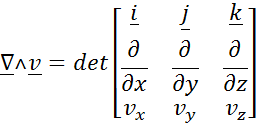 i j k
∇∧v = det[∂/∂x ∂/∂y ∂/∂z]
v_x v_y v_z